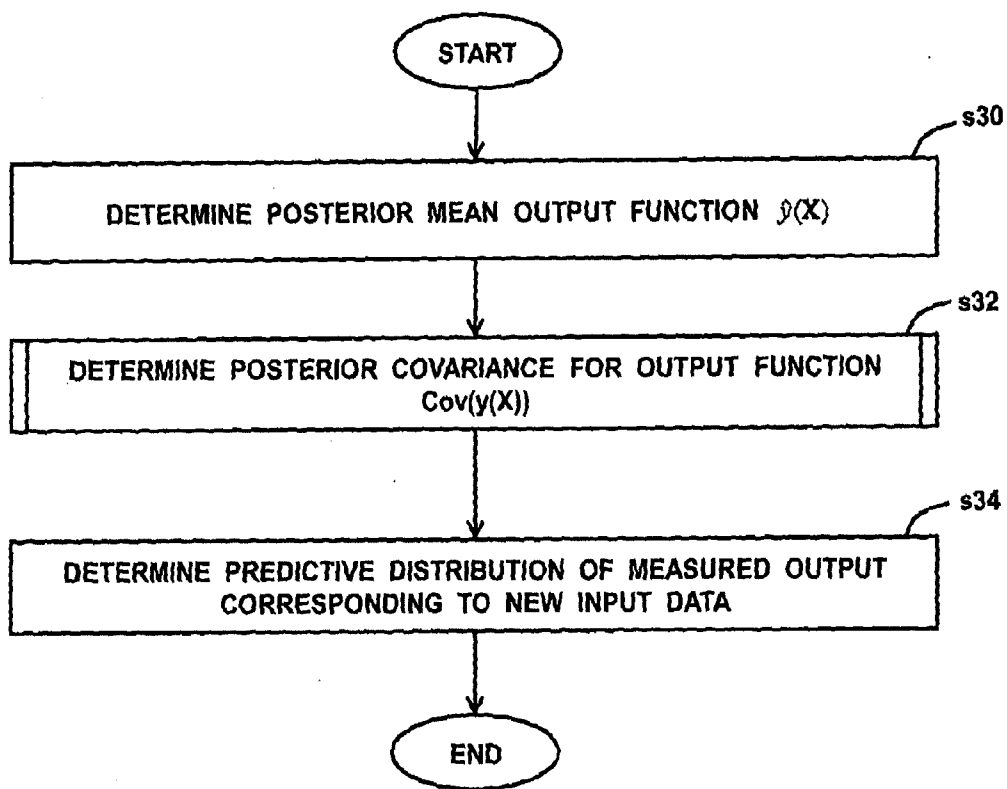 START
s30
DETERMINE POSTERIOR MEAN OUTPUT FUNCTION ŷ(X)
s32
DETERMINE POSTERIOR COVARIANCE FOR OUTPUT FUNCTION
Cov(y(X))
s34
DETERMINE PREDICTIVE DISTRIBUTION OF MEASURED OUTPUT
CORRESPONDING TO NEW INPUT DATA
END